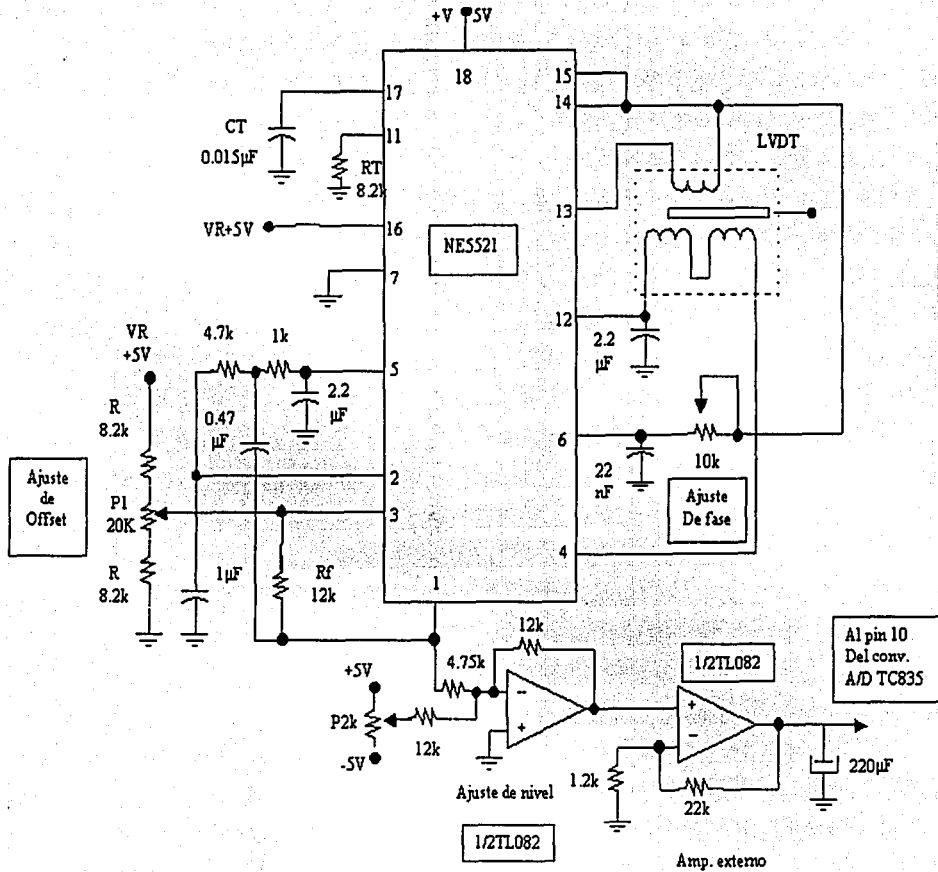 +V 5V
18
17
15
14
CT
0.015µF
11
RT
8.2k
LVDT
VR+5V
16
NE5521
13
7
12
2.2
µF
4.7k
1k
VR
+5V
5
2.2
µF
R
8.2k
0.47
µF
6
22
nF
10k
Ajuste
de
Offset
2
Ajuste
De fase
P1
20K
3
4
R
8.2k
1µF
Rf
12k
1
12k
4.75k
1/2TL082
Al pin 10
Del conv.
A/D TC835
+5V
P2k
12k
-5V
−
+
+
−
1.2k
22k
220µF
Ajuste de nivel
1/2TL082
Amp. externo